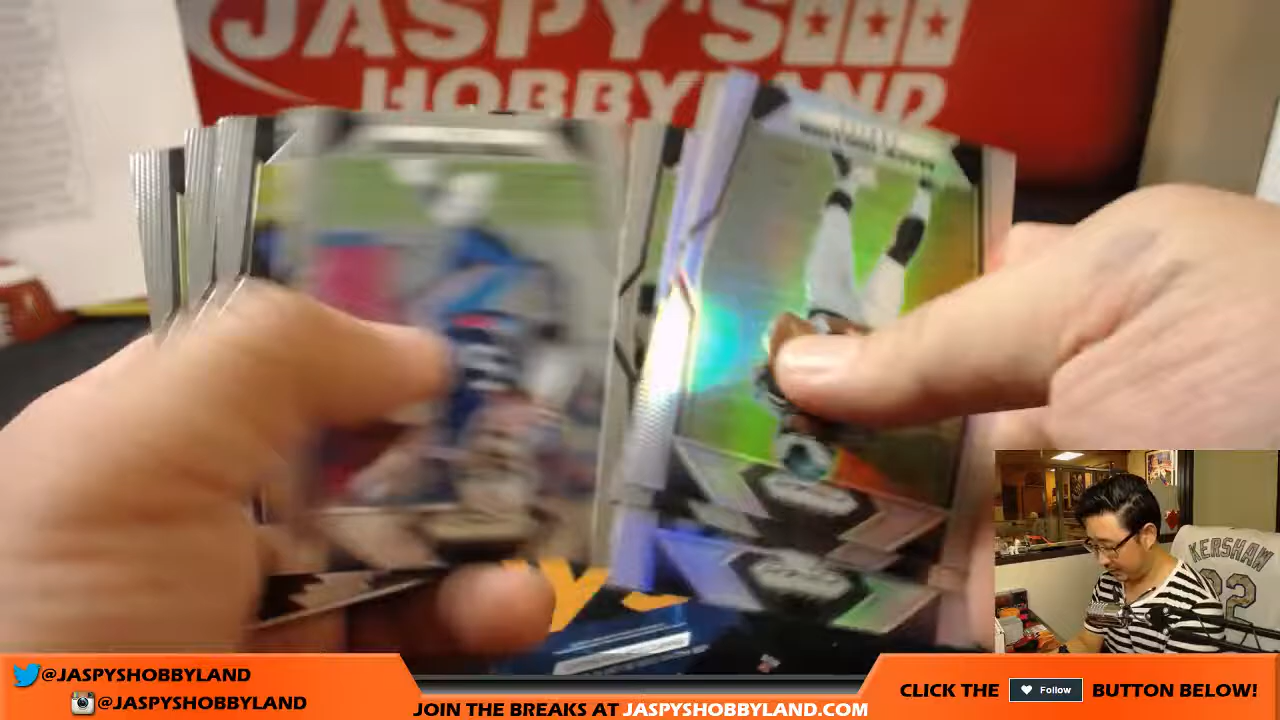 JASPY'S
HOBBYLAND
KERSHAW
22
@JASPYSHOBBYLAND
@JASPYSHOBBYLAND
JOIN THE BREAKS AT JASPYSHOBBYLAND.COM
CLICK THE Follow BUTTON BELOW!